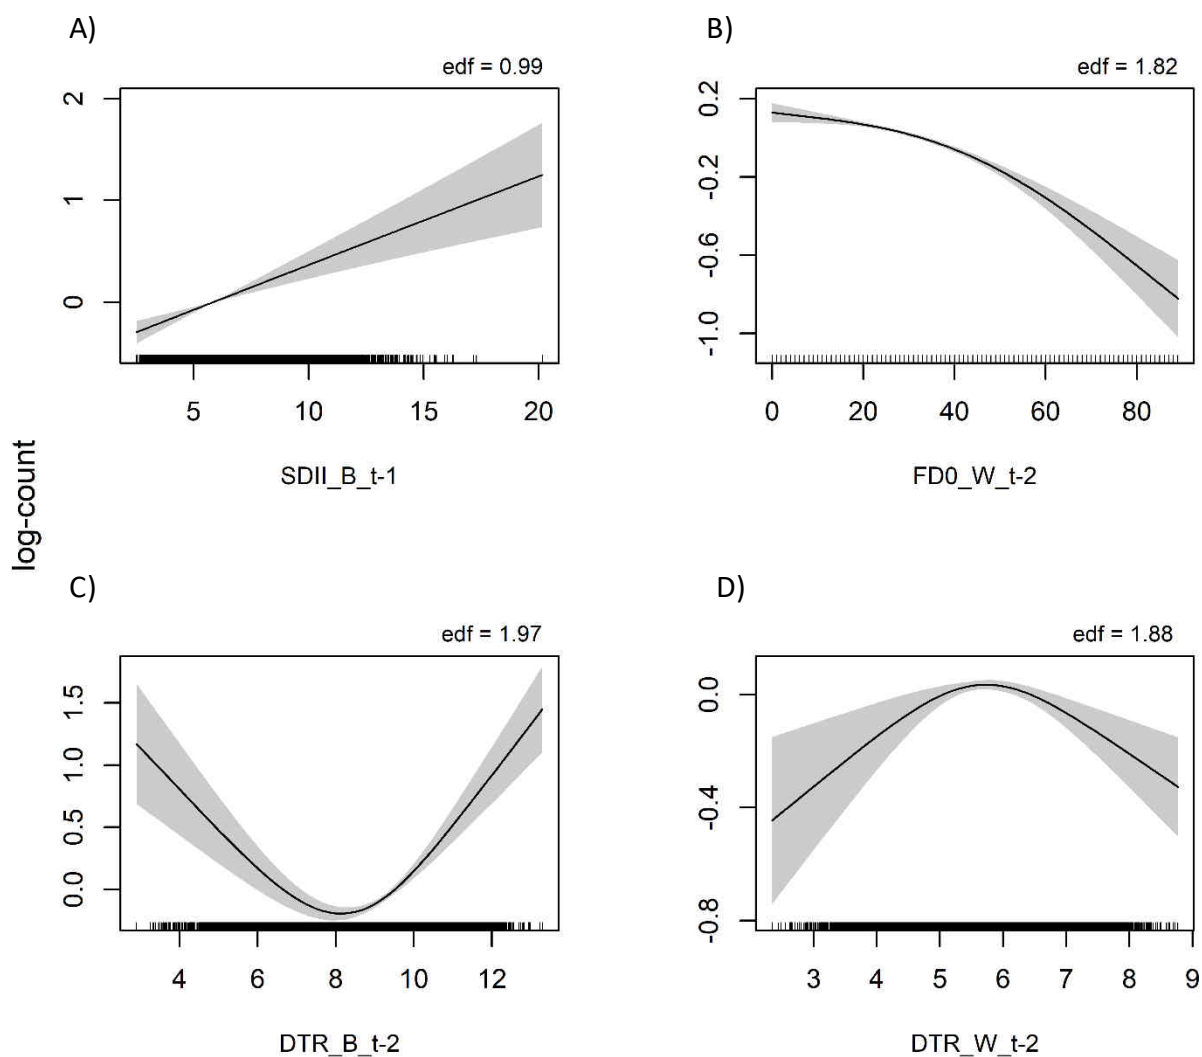 A)
edf = 0.99
2
1
0
5 10 15 20
SDII_B_t-1
B)
edf = 1.82
0.2
-0.2
-0.6
-1.0
0 20 40 60 80
FD0_W_t-2
log-count
C)
edf = 1.97
1.5
1.0
0.5
0.0
4 6 8 10 12
DTR_B_t-2
D)
edf = 1.88
0.0
-0.4
-0.8
3 4 5 6 7 8 9
DTR_W_t-2